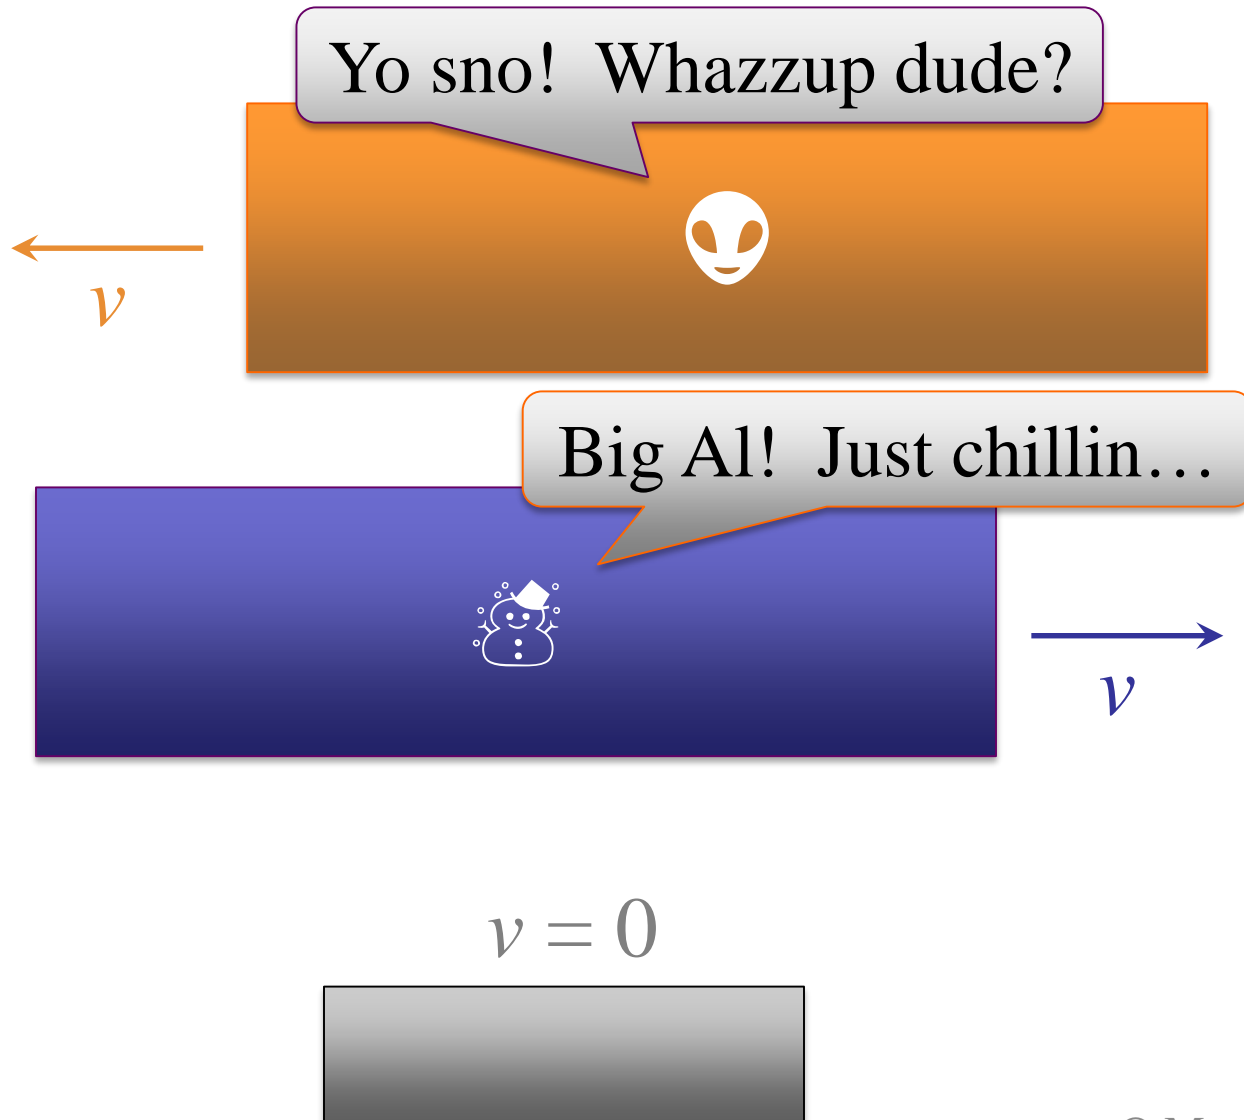 Yo sno! Whazzup dude?
v
Big Al! Just chillin…
v
v = 0